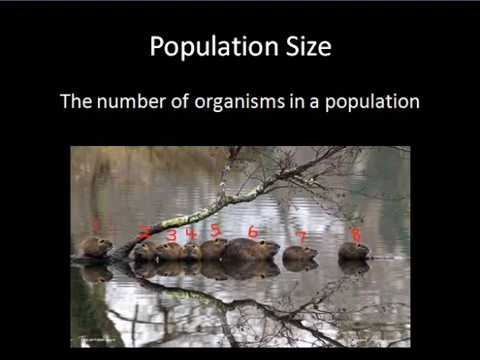 Population Size
The number of organisms in a population
1 2 3 4 5 6 7 8